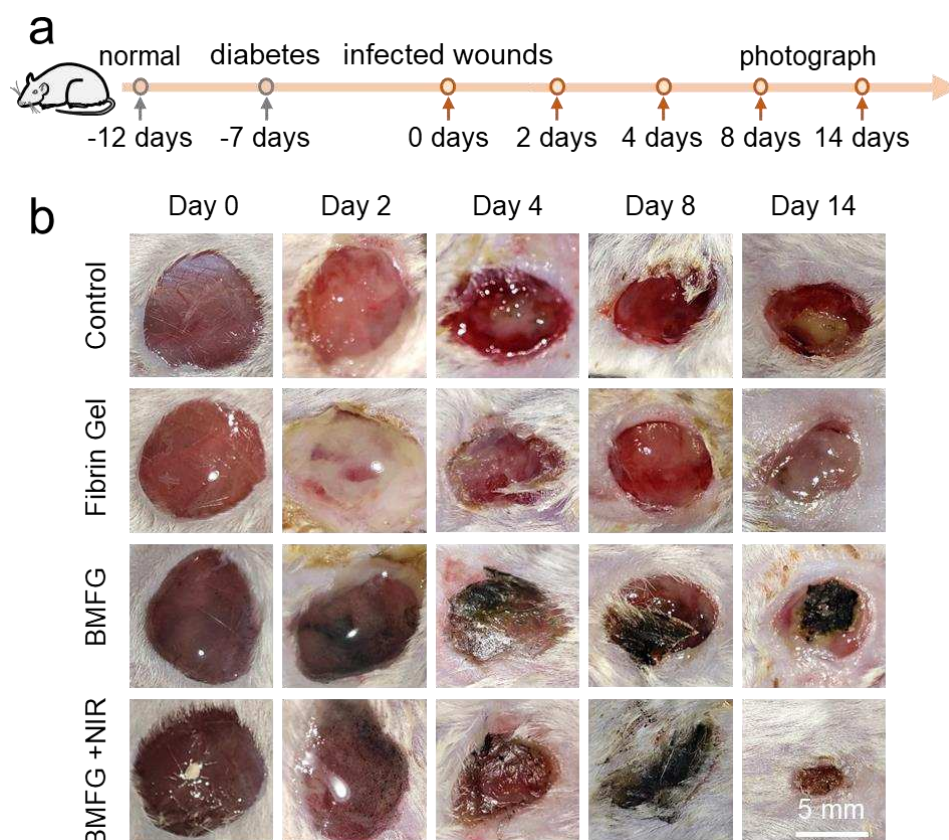 a
normal diabetes infected wounds photograph
-12 days -7 days 0 days 2 days 4 days 8 days 14 days
b
Day 0 Day 2 Day 4 Day 8 Day 14
Control
Fibrin Gel
BMFG
BMFG +NIR
5 mm